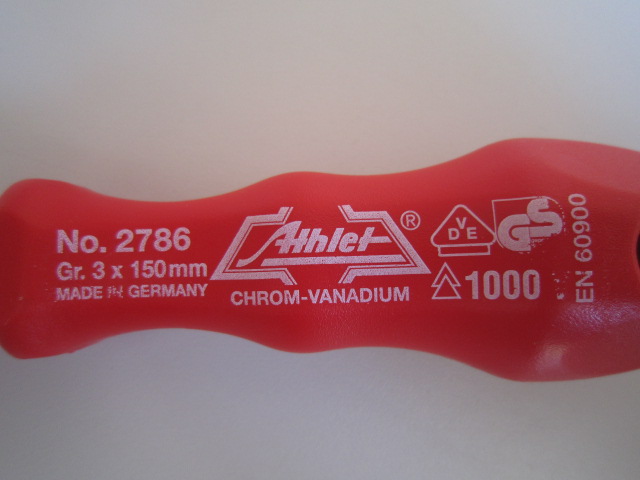 No. 2786
Gr. 3 x 150mm
MADE IN GERMANY
Athlet ®
CHROM-VANADIUM
VDE
GS
1000
EN 60900